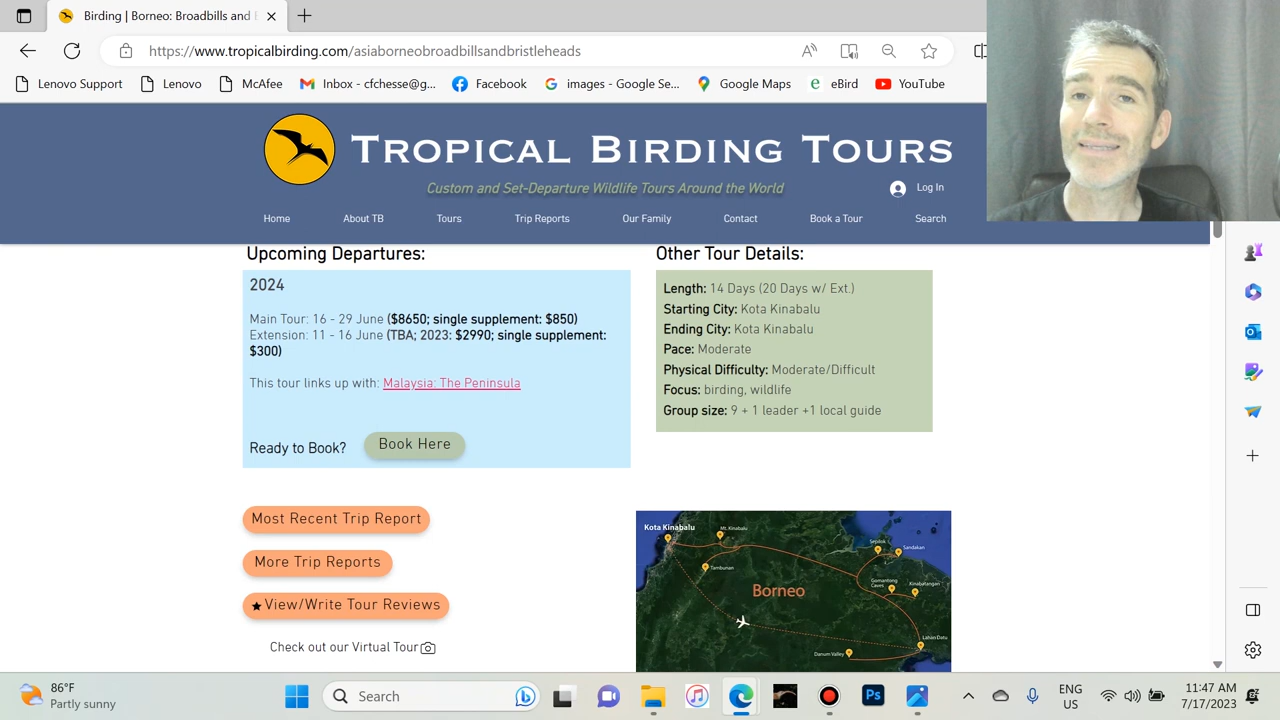 Birding | Borneo: Broadbills and B
https://www.tropicalbirding.com/asiaborneobroadbillsandbristleheads
Lenovo Support
Lenovo
McAfee
Inbox - cfchesse@g...
Facebook
images - Google Se...
Google Maps
eBird
YouTube
TROPICAL BIRDING TOURS
Custom and Set-Departure Wildlife Tours Around the World
Log In
Home
About TB
Tours
Trip Reports
Our Family
Contact
Book a Tour
Search
Upcoming Departures:
2024
Main Tour: 16 - 29 June ($8650; single supplement: $850)
Extension: 11 - 16 June (TBA; 2023: $2990; single supplement:
$300)
This tour links up with: Malaysia: The Peninsula
Ready to Book?
Book Here
Other Tour Details:
Length: 14 Days (20 Days w/ Ext.)
Starting City: Kota Kinabalu
Ending City: Kota Kinabalu
Pace: Moderate
Physical Difficulty: Moderate/Difficult
Focus: birding, wildlife
Group size: 9 + 1 leader +1 local guide
Most Recent Trip Report
More Trip Reports
View/Write Tour Reviews
Check out our Virtual Tour
Kota Kinabalu
Mt. Kinabalu
Tambunan
Sepilok
Sandakan
Gomantong
Caves
Kinabatangan
Borneo
Lahad Datu
Danum Valley
86°F
Partly sunny
Search
Ps
ENG
US
11:47 AM
7/17/2023